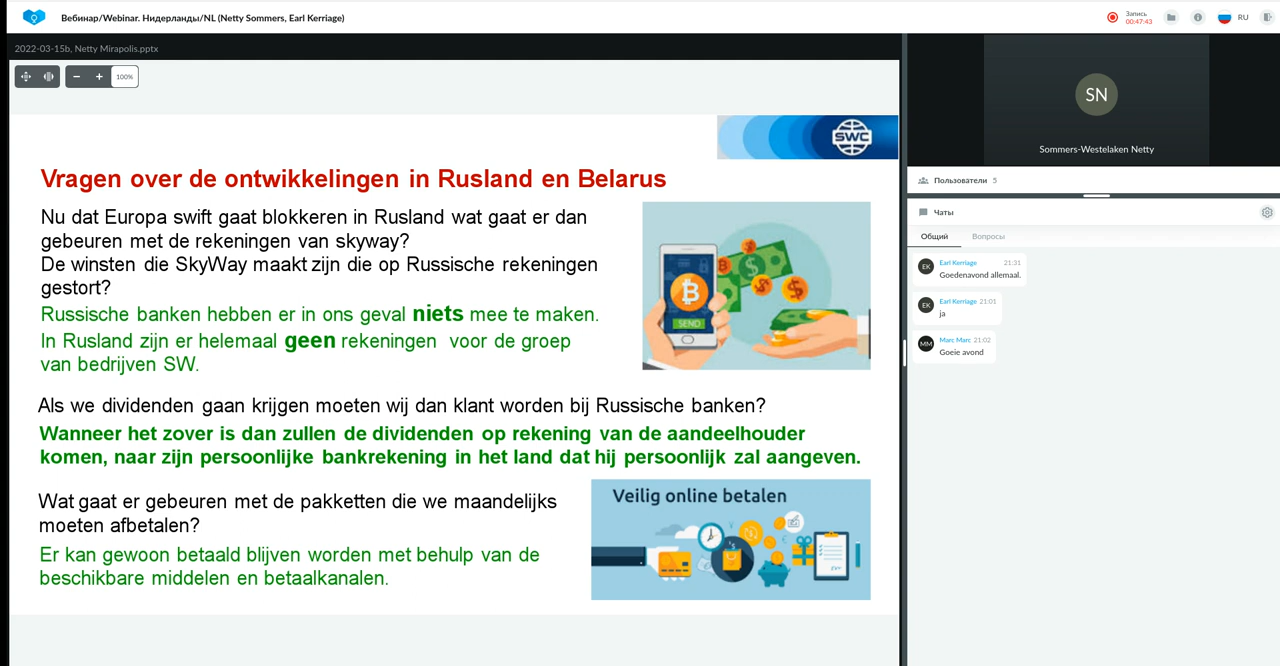 Вебинар/Webinar. Нидерланды/NL (Netty Sommers, Earl Kerriage)
Запись
00:47:43
RU
2022-03-15b, Netty Mirapolis.pptx
100%
SWC
Vragen over de ontwikkelingen in Rusland en Belarus
Nu dat Europa swift gaat blokkeren in Rusland wat gaat er dan
gebeuren met de rekeningen van skyway?
De winsten die SkyWay maakt zijn die op Russische rekeningen
gestort?
Russische banken hebben er in ons geval niets mee te maken.
In Rusland zijn er helemaal geen rekeningen voor de groep
van bedrijven SW.
SEND
Als we dividenden gaan krijgen moeten wij dan klant worden bij Russische banken?
Wanneer het zover is dan zullen de dividenden op rekening van de aandeelhouder
komen, naar zijn persoonlijke bankrekening in het land dat hij persoonlijk zal aangeven.
Wat gaat er gebeuren met de pakketten die we maandelijks
moeten afbetalen?
Er kan gewoon betaald blijven worden met behulp van de
beschikbare middelen en betaalkanalen.
Veilig online betalen
SN
Sommers-Westelaken Netty
Пользователи 5
Чаты
Общий
Вопросы
EK
Earl Kerriage 21:31
Goedenavond allemaal.
EK
Earl Kerriage 21:01
ja
MM
Marc Marc 21:02
Goeie avond